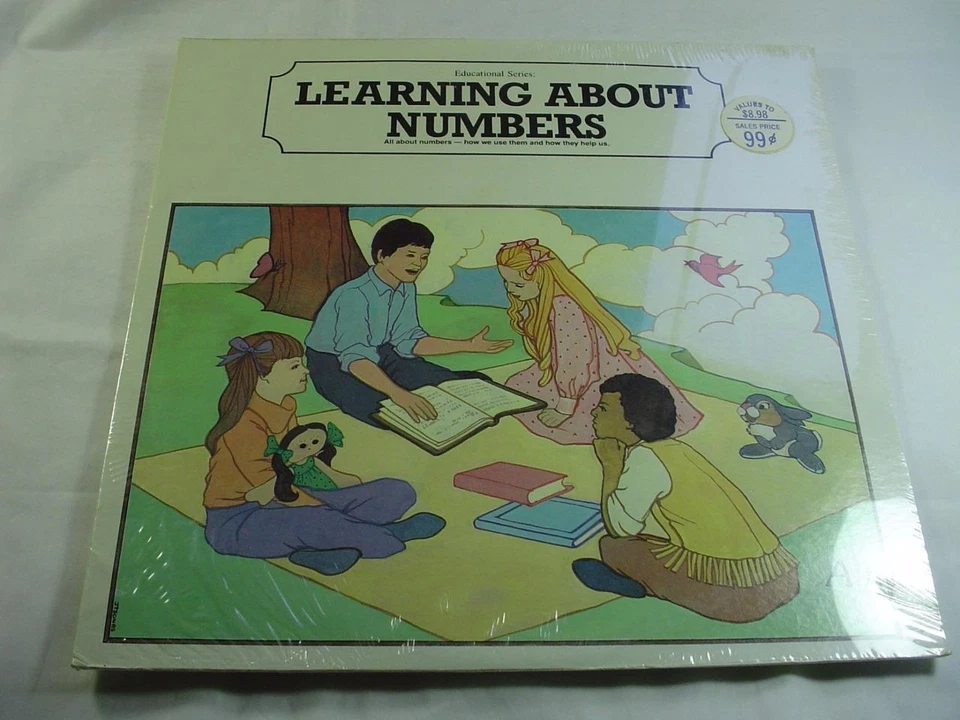 Educational Series:
LEARNING ABOUT
NUMBERS
All about numbers — how we use them and how they help us.
VALUES TO
$8.98
SALES PRICE
99¢